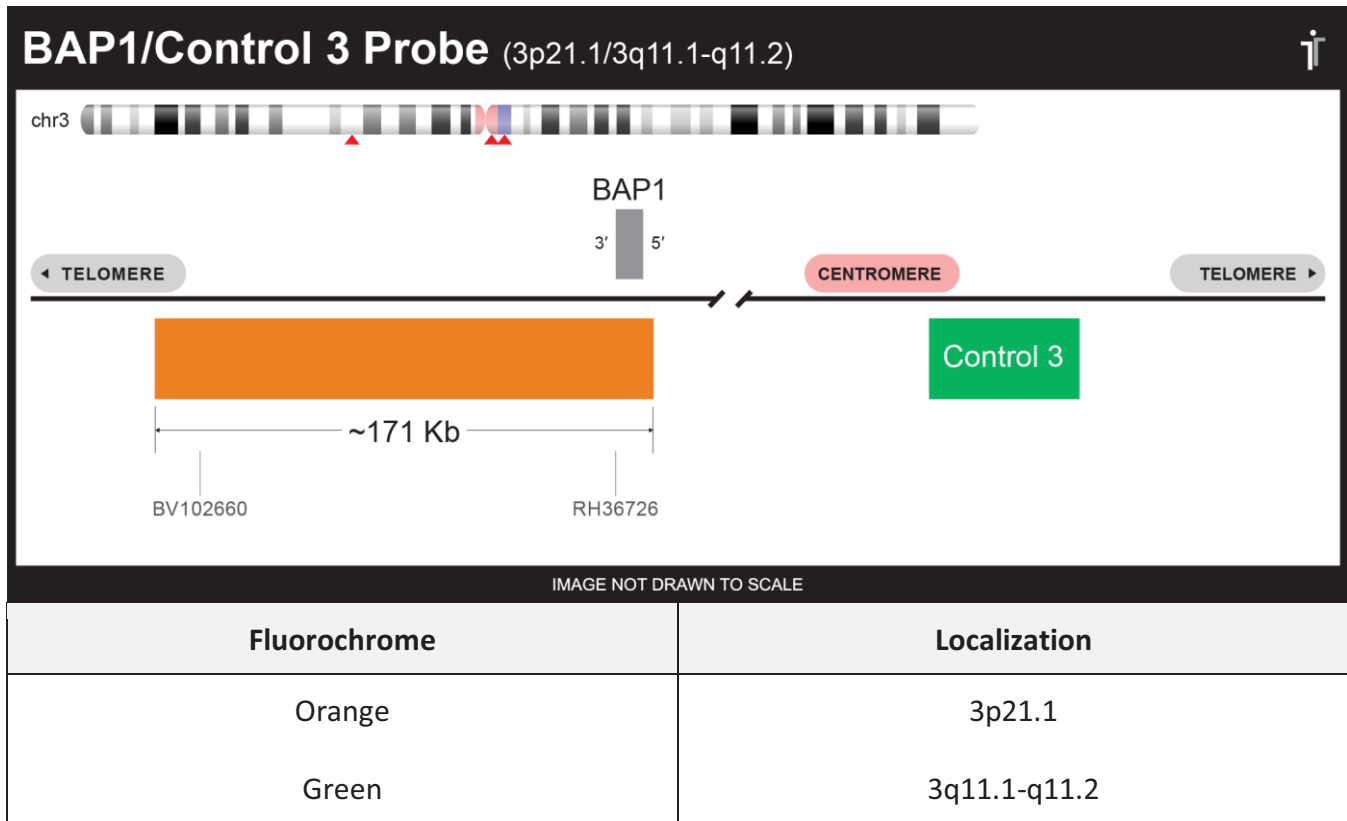 BAP1/Control 3 Probe (3p21.1/3q11.1-q11.2)
chr3
BAP1
3′ 5′
TELOMERE CENTROMERE TELOMERE
Control 3
~171 Kb
BV102660 RH36726
IMAGE NOT DRAWN TO SCALE
Fluorochrome Localization
Orange 3p21.1
Green 3q11.1-q11.2